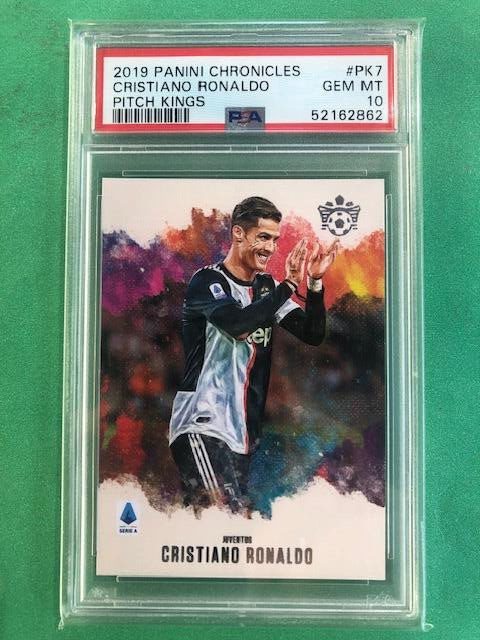 2019 PANINI CHRONICLES #PK7
CRISTIANO RONALDO GEM MT
PITCH KINGS 10
PSA 52162862
Jeep
SERIE A
JUVENTUS
CRISTIANO RONALDO